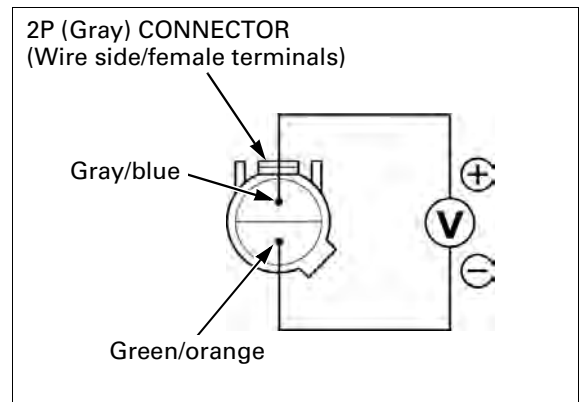 2P (Gray) CONNECTOR
(Wire side/female terminals)
Gray/blue
+
V
−
Green/orange